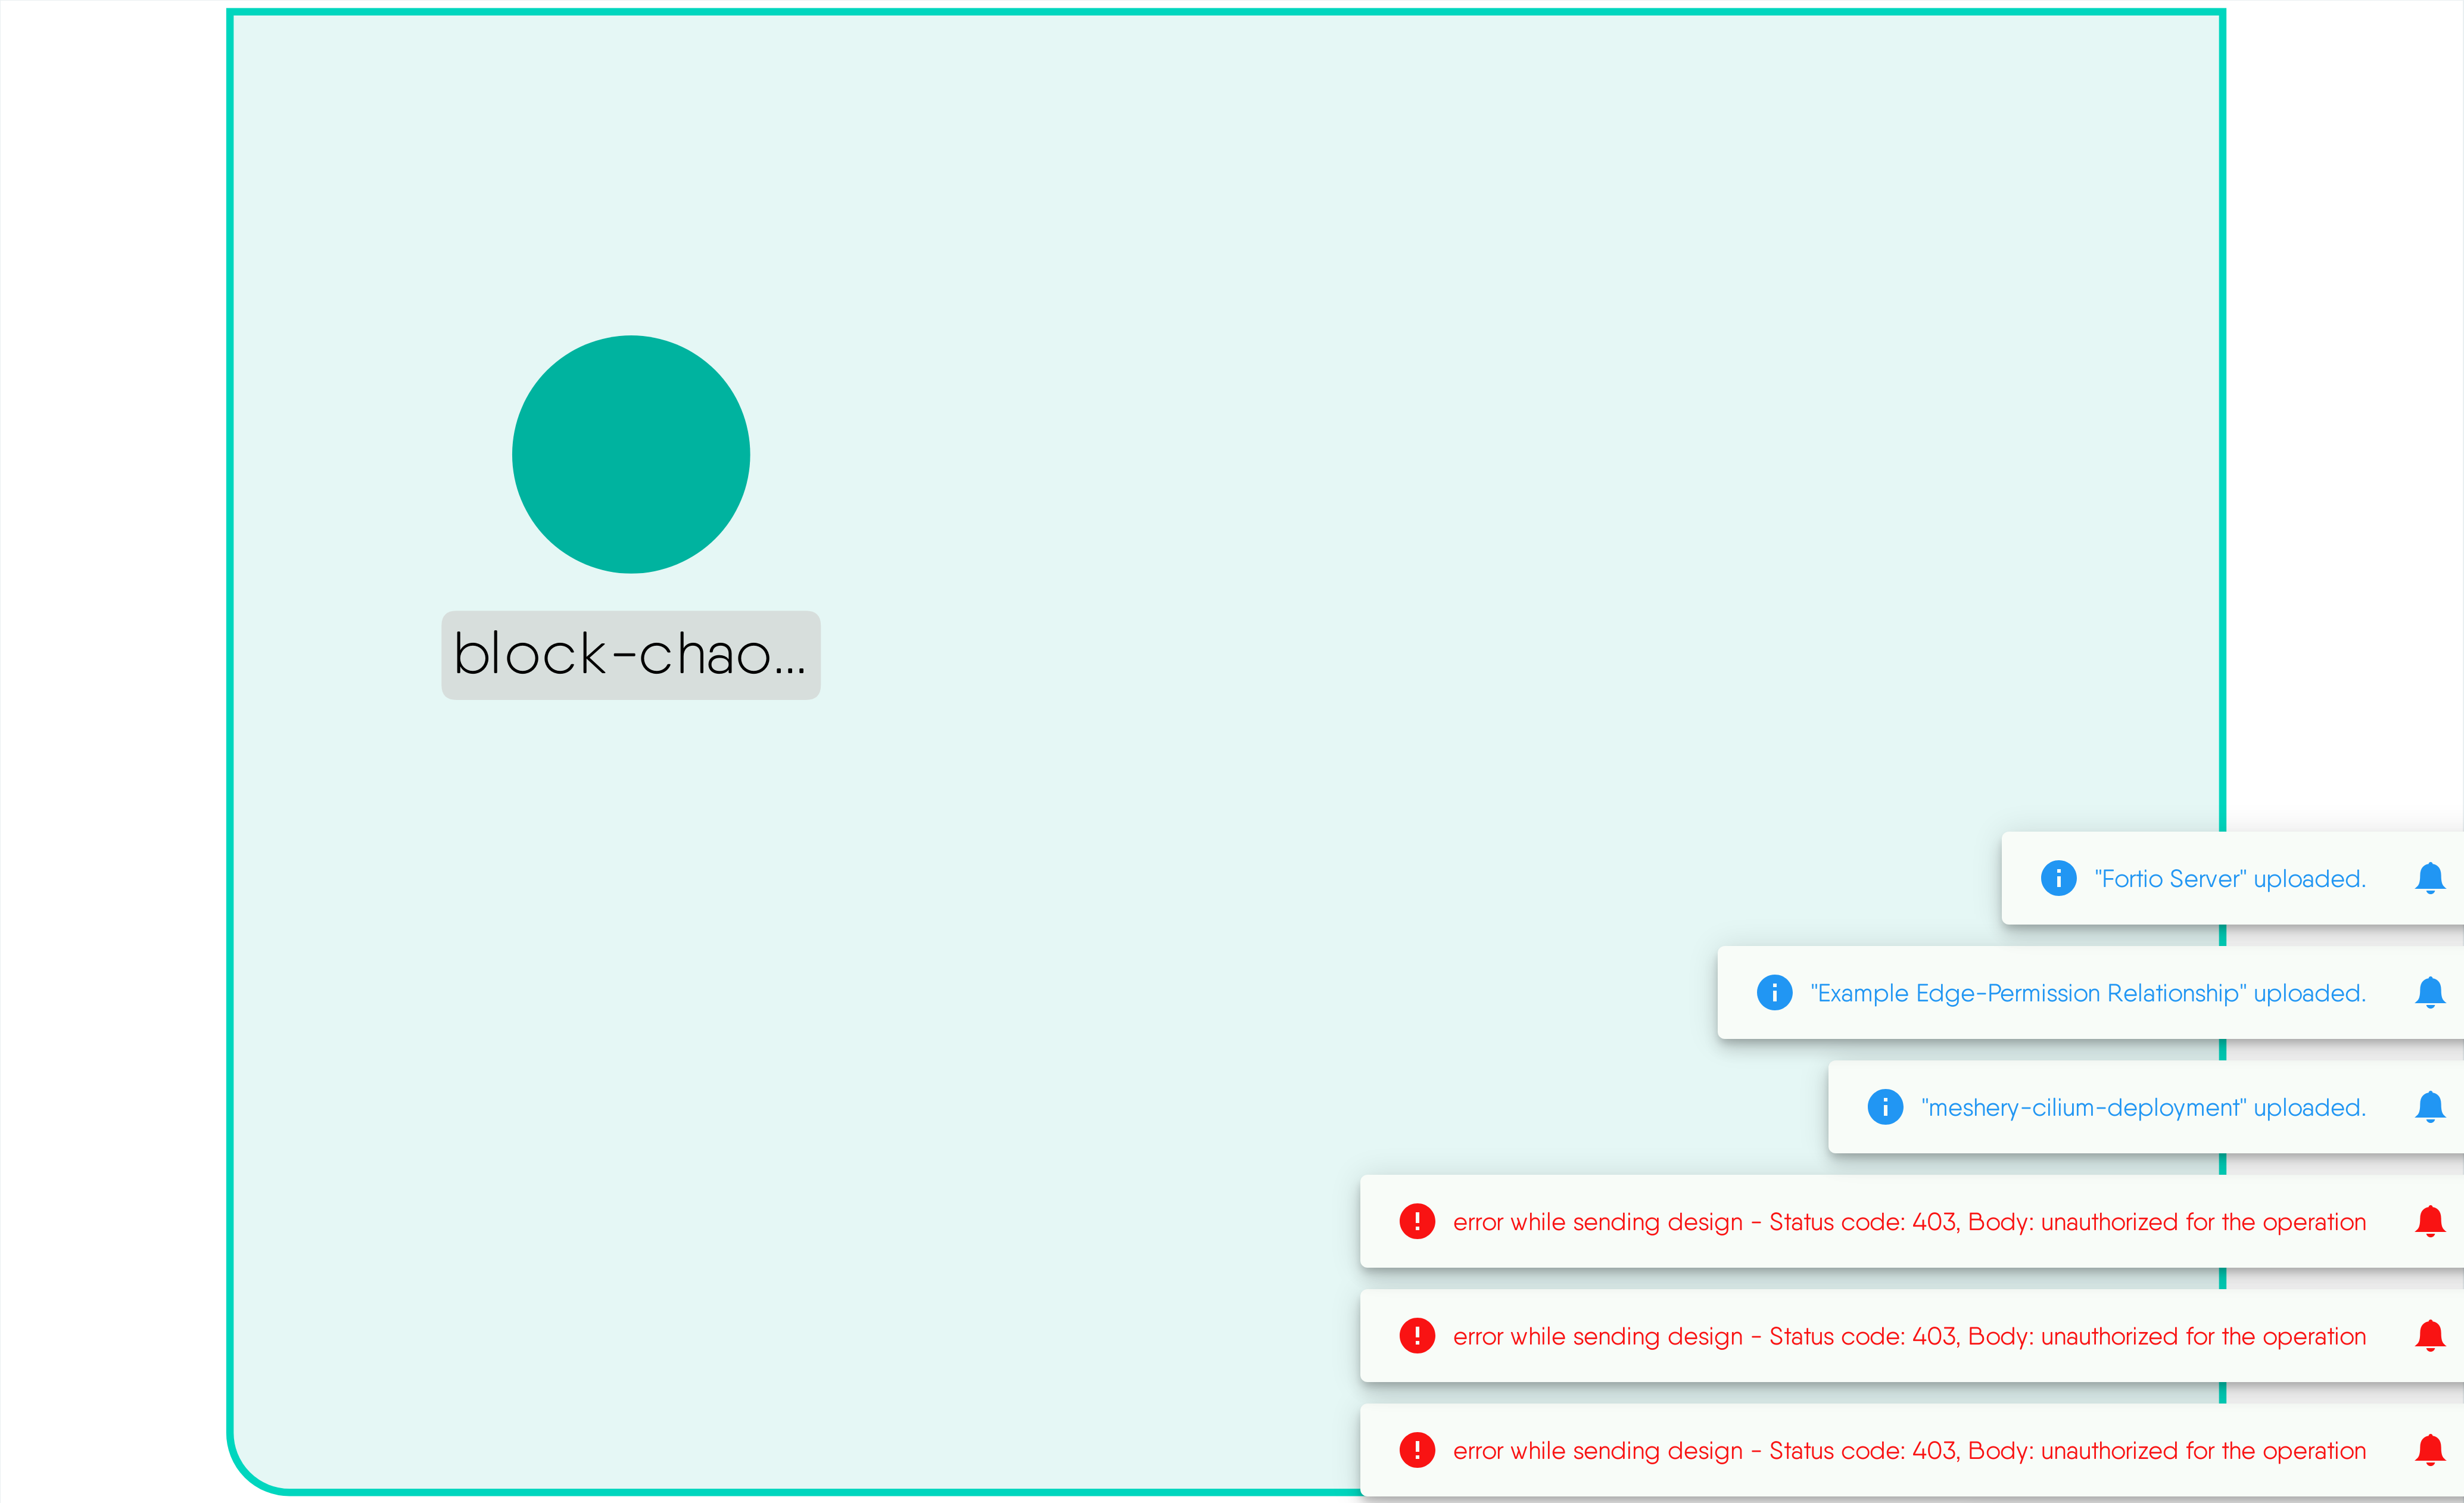 block-chao...
"Fortio Server" uploaded.
"Example Edge-Permission Relationship" uploaded.
"meshery-cilium-deployment" uploaded.
error while sending design - Status code: 403, Body: unauthorized for the operation
error while sending design - Status code: 403, Body: unauthorized for the operation
error while sending design - Status code: 403, Body: unauthorized for the operation